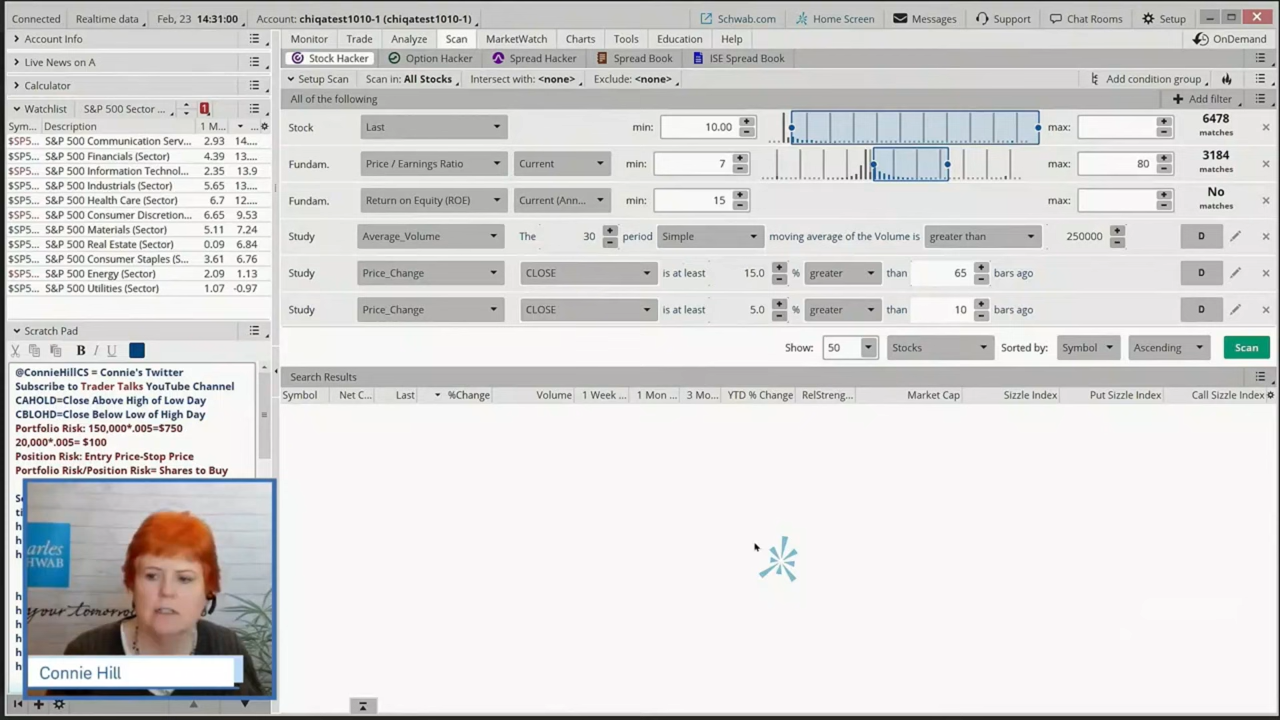 Connected Realtime data Feb, 23 14:31:00 Account: chiqatest1010-1 (chiqatest1010-1) Schwab.com Home Screen Messages Support Chat Rooms Setup
Account Info
Live News on A
Calculator
Watchlist S&P 500 Sector ... 1
Sym... Description 1 M...
$SP5... S&P 500 Communication Serv... 2.93 14....
$SP5... S&P 500 Financials (Sector) 4.39 13....
$SP5... S&P 500 Information Technol... 2.35 13.9
$SP5... S&P 500 Industrials (Sector) 5.65 13....
$SP5... S&P 500 Health Care (Sector) 6.7 12....
$SP5... S&P 500 Consumer Discretion... 6.65 9.53
$SP5... S&P 500 Materials (Sector) 5.11 7.24
$SP5... S&P 500 Real Estate (Sector) 0.09 6.84
$SP5... S&P 500 Consumer Staples (S... 3.61 6.76
$SP5... S&P 500 Energy (Sector) 2.09 1.13
$SP5... S&P 500 Utilities (Sector) 1.07 -0.97
Scratch Pad
B I U
@ConnieHillCS = Connie's Twitter
Subscribe to Trader Talks YouTube Channel
CAHOLD=Close Above High of Low Day
CBLOHD=Close Below Low of High Day
Portfolio Risk: 150,000*.005=$750
20,000*.005= $100
Position Risk: Entry Price-Stop Price
Portfolio Risk/Position Risk= Shares to Buy
arles
HWAB
your tomorro
Connie Hill
Monitor Trade Analyze Scan MarketWatch Charts Tools Education Help OnDemand
Stock Hacker Option Hacker Spread Hacker Spread Book ISE Spread Book
Setup Scan Scan in: All Stocks Intersect with: <none> Exclude: <none> Add condition group
All of the following Add filter
Stock Last min: 10.00 max: 6478 matches
Fundam. Price / Earnings Ratio Current min: 7 max: 80 3184 matches
Fundam. Return on Equity (ROE) Current (Ann... min: 15 max: No matches
Study Average_Volume The 30 period Simple moving average of the Volume is greater than 250000 D
Study Price_Change CLOSE is at least 15.0 % greater than 65 bars ago D
Study Price_Change CLOSE is at least 5.0 % greater than 10 bars ago D
Show: 50 Stocks Sorted by: Symbol Ascending Scan
Search Results
Symbol Net C... Last %Change Volume 1 Week ... 1 Mon ... 3 Mo... YTD % Change RelStreng... Market Cap Sizzle Index Put Sizzle Index Call Sizzle Index